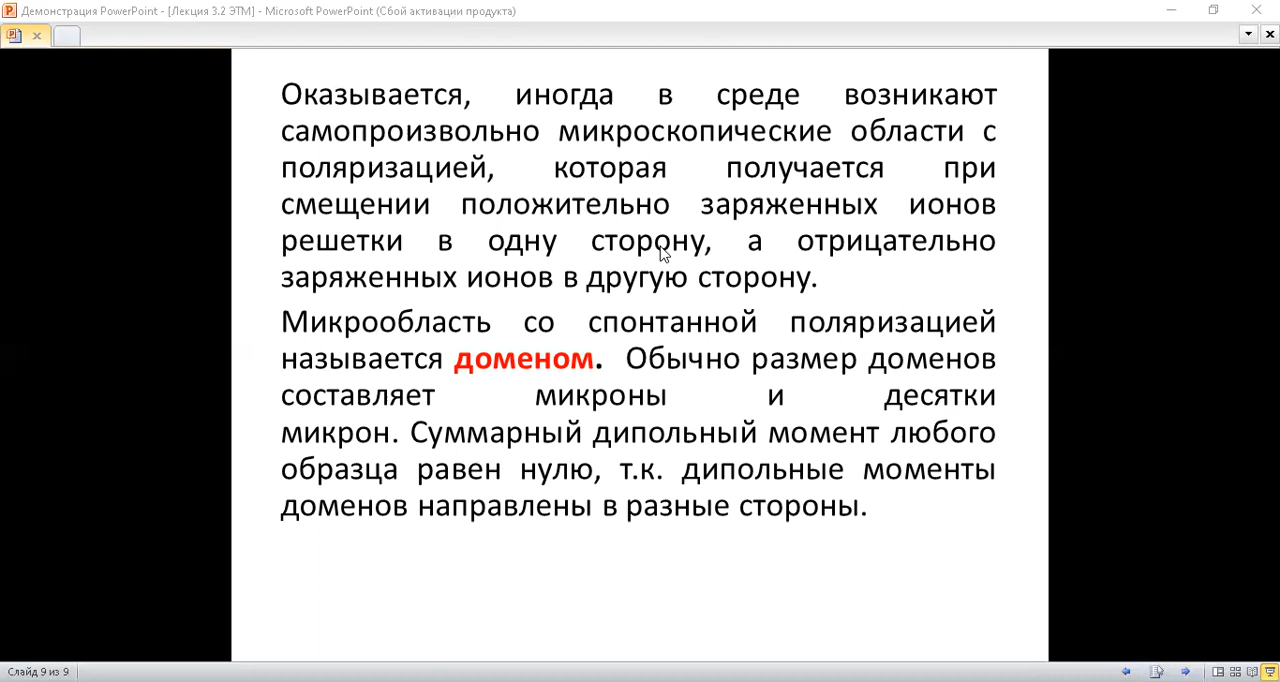 Демонстрация PowerPoint - [Лекция 3.2 ЭТМ] - Microsoft PowerPoint (Сбой активации продукта)
Оказывается, иногда в среде возникают
самопроизвольно микроскопические области с
поляризацией, которая получается при
смещении положительно заряженных ионов
решетки в одну сторону, а отрицательно
заряженных ионов в другую сторону.
Микрообласть со спонтанной поляризацией
называется доменом. Обычно размер доменов
составляет микроны и десятки
микрон. Суммарный дипольный момент любого
образца равен нулю, т.к. дипольные моменты
доменов направлены в разные стороны.
Слайд 9 из 9